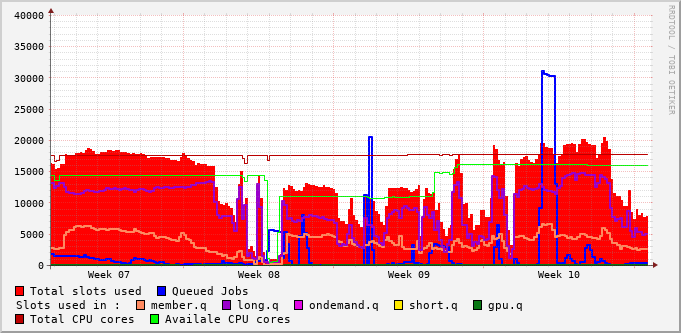 40000
35000
30000
25000
20000
15000
10000
5000
0
Week 07 Week 08 Week 09 Week 10
RRDTOOL / TOBI OETIKER
Total slots used Queued Jobs
Slots used in : member.q long.q ondemand.q short.q gpu.q
Total CPU cores Availale CPU cores